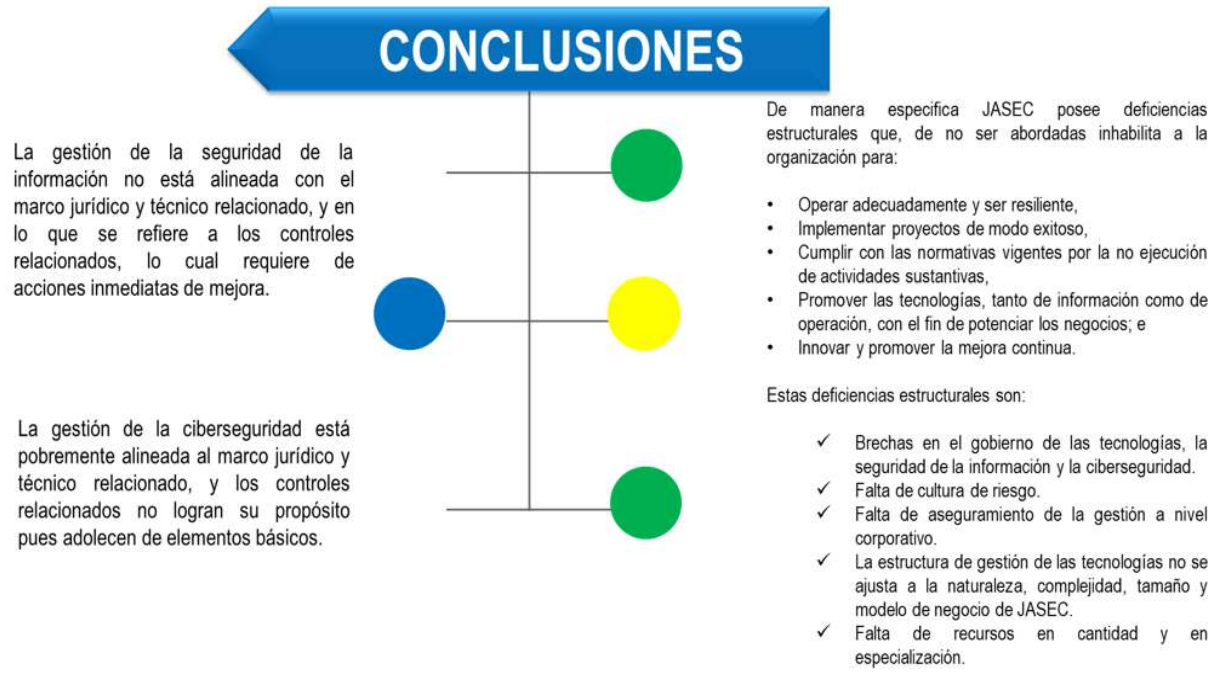 CONCLUSIONES
La gestión de la seguridad de la
información no está alineada con el
marco jurídico y técnico relacionado, y en
lo que se refiere a los controles
relacionados, lo cual requiere de
acciones inmediatas de mejora.
La gestión de la ciberseguridad está
pobremente alineada al marco jurídico y
técnico relacionado, y los controles
relacionados no logran su propósito
pues adolecen de elementos básicos.
De manera especifica JASEC posee deficiencias
estructurales que, de no ser abordadas inhabilita a la
organización para:
• Operar adecuadamente y ser resiliente,
• Implementar proyectos de modo exitoso,
• Cumplir con las normativas vigentes por la no ejecución
de actividades sustantivas,
• Promover las tecnologías, tanto de información como de
operación, con el fin de potenciar los negocios; e
• Innovar y promover la mejora continua.
Estas deficiencias estructurales son:
✓ Brechas en el gobierno de las tecnologías, la
seguridad de la información y la ciberseguridad.
✓ Falta de cultura de riesgo.
✓ Falta de aseguramiento de la gestión a nivel
corporativo.
✓ La estructura de gestión de las tecnologías no se
ajusta a la naturaleza, complejidad, tamaño y
modelo de negocio de JASEC.
✓ Falta de recursos en cantidad y en
especialización.